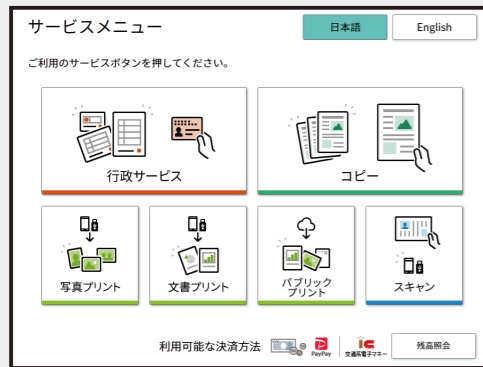 サービスメニュー
日本語
English
ご利用のサービスボタンを押してください。
行政サービス
コピー
写真プリント
文書プリント
パブリック
プリント
スキャン
利用可能な決済方法
PayPay
交通系電子マネー
残高照会